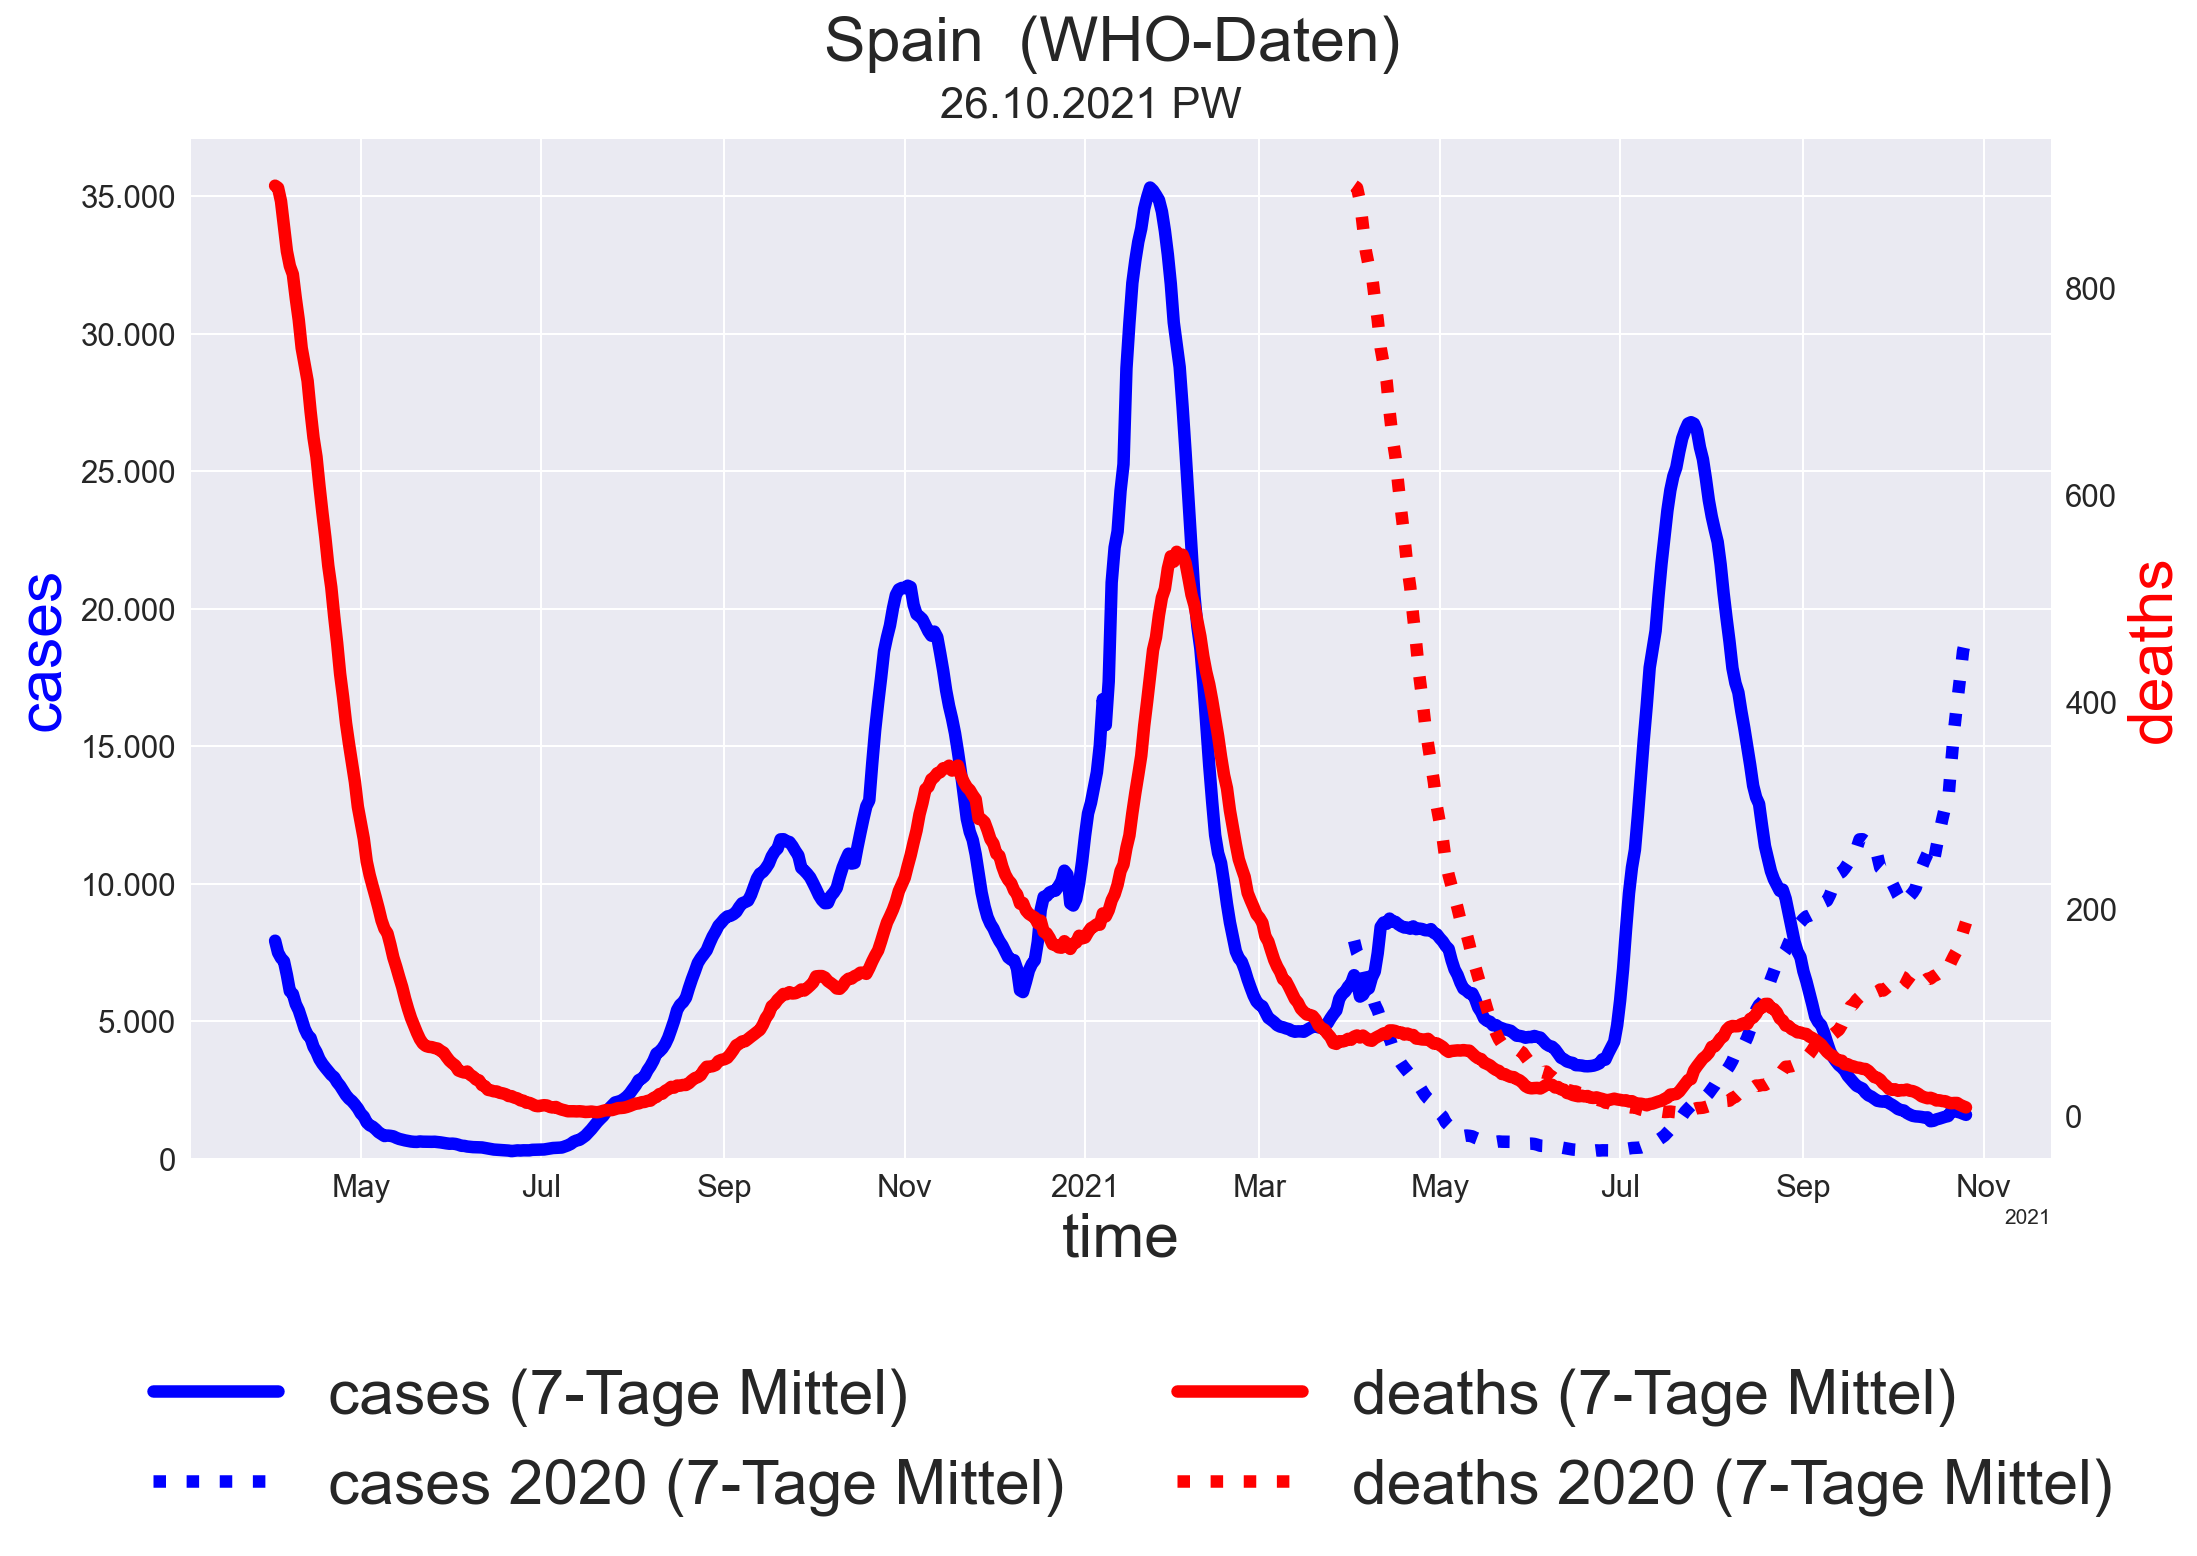 Spain  (WHO-Daten)
26.10.2021 PW
35.000
30.000
25.000
20.000
15.000
10.000
5.000
0
cases
800
600
400
200
0
deaths
May Jul Sep Nov 2021 Mar May Jul Sep Nov
2021
time
cases (7-Tage Mittel) deaths (7-Tage Mittel)
cases 2020 (7-Tage Mittel) deaths 2020 (7-Tage Mittel)